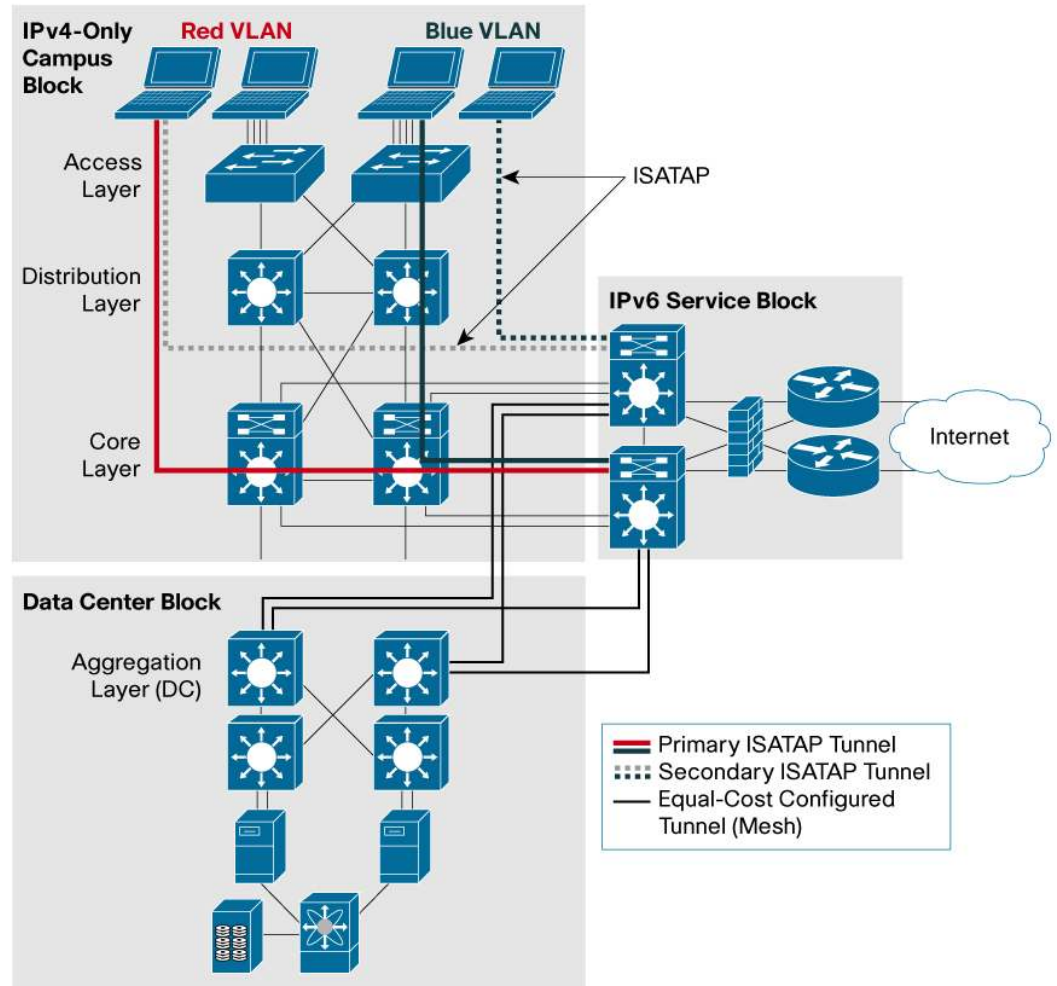 IPv4-Only
Campus
Block
Red VLAN
Blue VLAN
Access
Layer
ISATAP
Distribution
Layer
IPv6 Service Block
Core
Layer
Internet
Data Center Block
Aggregation
Layer (DC)
Primary ISATAP Tunnel
Secondary ISATAP Tunnel
Equal-Cost Configured
Tunnel (Mesh)